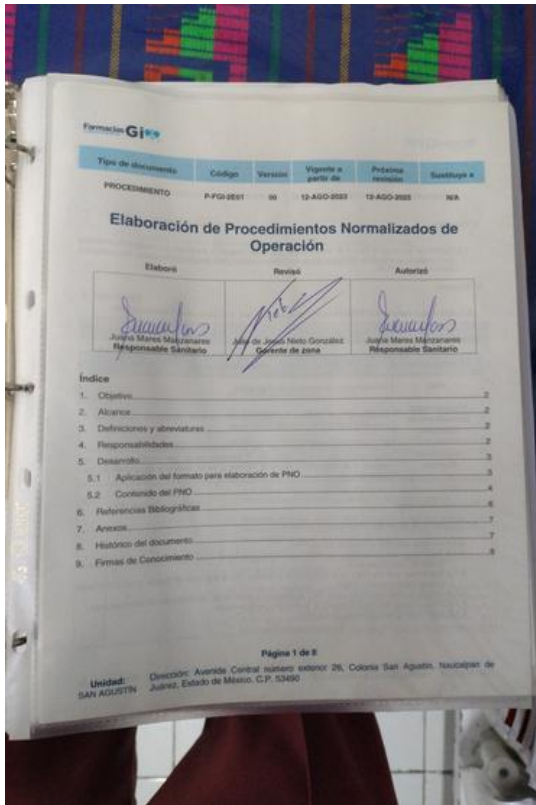 Farmacias Gi
Tipo de documento Código Versión Vigente a partir de Próxima revisión Sustituye a
PROCEDIMIENTO P-FGI-2E01 00 12-AGO-2023 12-AGO-2025 N/A
Elaboración de Procedimientos Normalizados de
Operación
Elaboró Revisó Autorizó
Juana Mares Manzanares de Jesús Nieto González Juana Mares Manzanares
Responsable Sanitario Gerente de zona Responsable Sanitario
Índice
1. Objetivo 2
2. Alcance 2
3. Definiciones y abreviaturas 2
4. Responsabilidades 2
5. Desarrollo 3
5.1 Aplicación del formato para elaboración de PNO 3
5.2 Contenido del PNO 4
6. Referencias Bibliográficas 6
7. Anexos 7
8. Histórico del documento 7
9. Firmas de Conocimiento 8
Página 1 de 8
Unidad: Dirección: Avenida Central número exterior 26, Colonia San Agustín, Naucalpan de
SAN AGUSTÍN Juárez, Estado de México. C.P. 53490